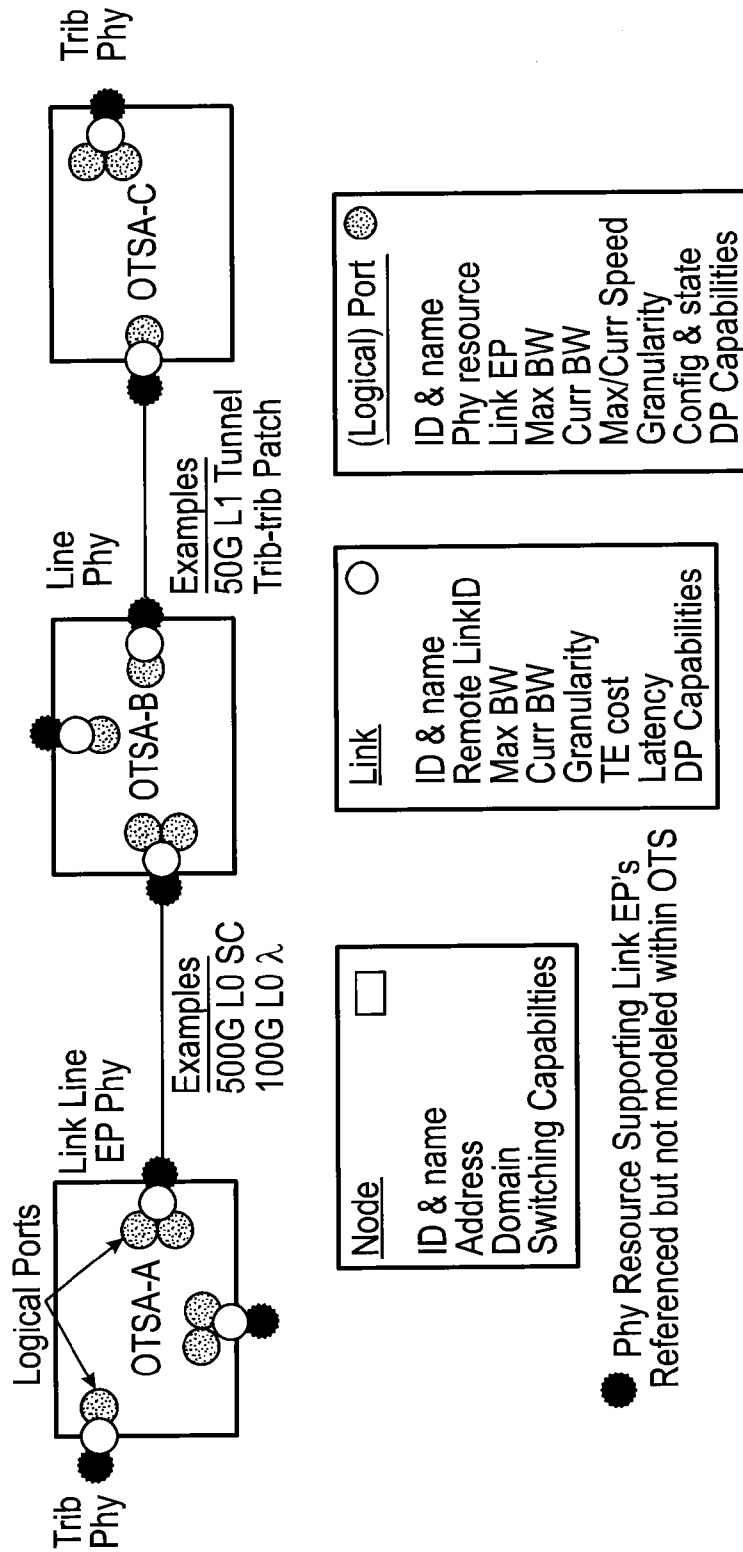 Trib
Phy
Logical Ports
OTSA-A
Link Line
EP Phy
Examples
500G L0 SC
100G L0 λ
OTSA-B
Line
Phy
Examples
50G L1 Tunnel
Trib-trib Patch
OTSA-C
Trib
Phy
Node
ID & name
Address
Domain
Switching Capabilties
Link
ID & name
Remote LinkID
Max BW
Curr BW
Granularity
TE cost
Latency
DP Capabilities
(Logical) Port
ID & name
Phy resource
Link EP
Max BW
Curr BW
Max/Curr Speed
Granularity
Config & state
DP Capabilities
Phy Resource Supporting Link EP's
Referenced but not modeled within OTS